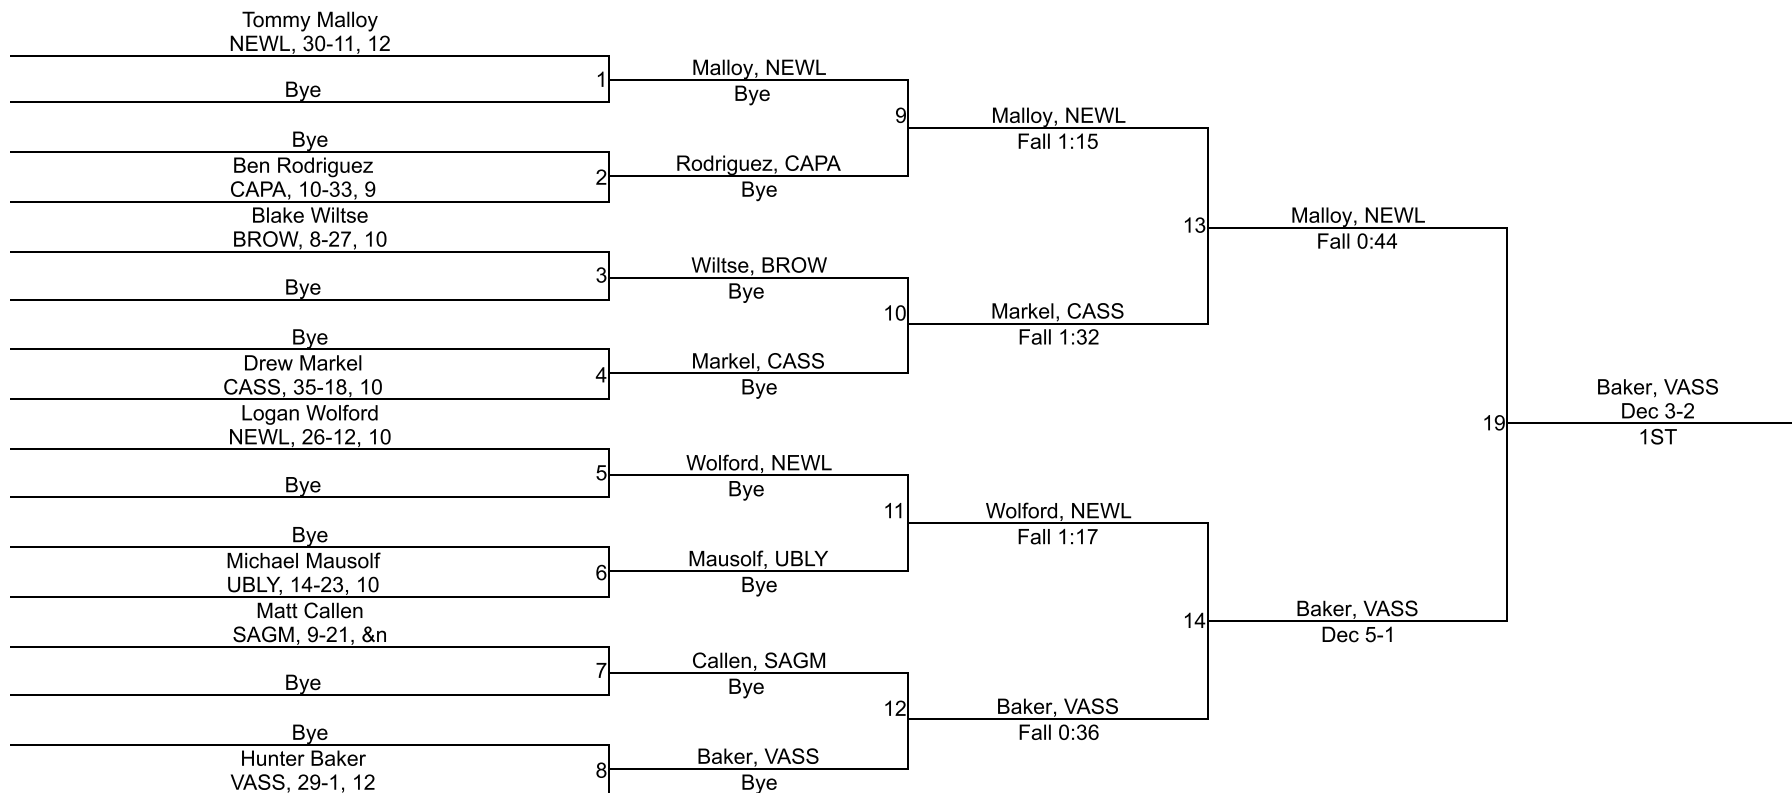 Tommy Malloy
NEWL, 30-11, 12
Bye
1
Bye
Ben Rodriguez
CAPA, 10-33, 9
2
Blake Wiltse
BROW, 8-27, 10
Bye
3
Bye
Drew Markel
CASS, 35-18, 10
4
Logan Wolford
NEWL, 26-12, 10
Bye
5
Bye
Michael Mausolf
UBLY, 14-23, 10
6
Matt Callen
SAGM, 9-21, &n
Bye
7
Bye
Hunter Baker
VASS, 29-1, 12
8
Malloy, NEWL
Bye
9
Rodriguez, CAPA
Bye
Wiltse, BROW
Bye
10
Markel, CASS
Bye
Wolford, NEWL
Bye
11
Mausolf, UBLY
Bye
Callen, SAGM
Bye
12
Baker, VASS
Bye
Malloy, NEWL
Fall 1:15
13
Markel, CASS
Fall 1:32
Wolford, NEWL
Fall 1:17
14
Baker, VASS
Fall 0:36
Malloy, NEWL
Fall 0:44
19
Baker, VASS
Dec 5-1
Baker, VASS
Dec 3-2
1ST